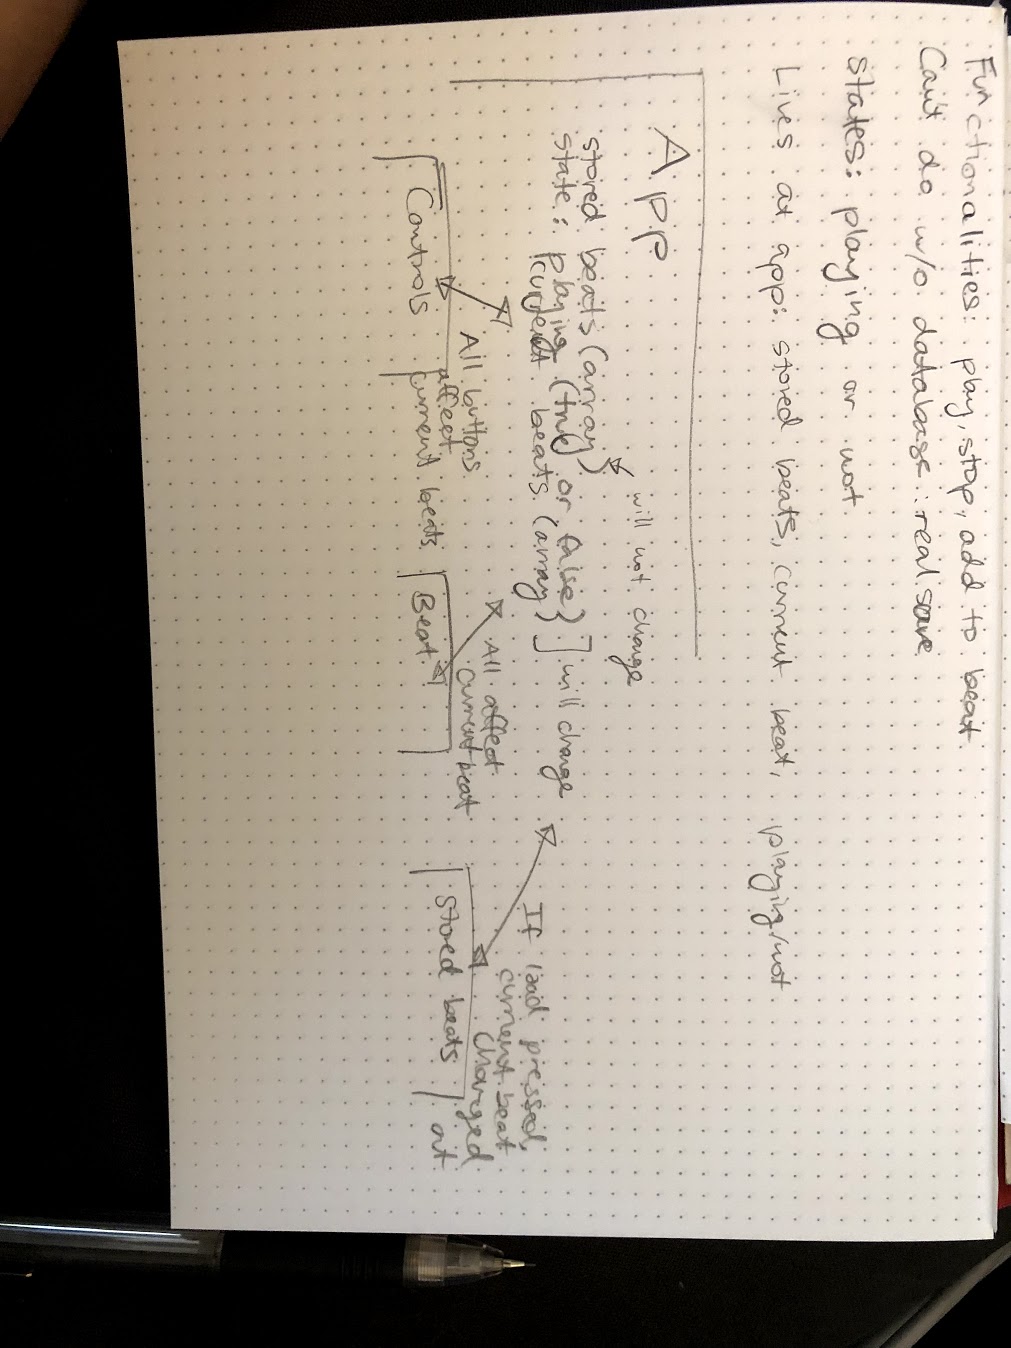 Functionalities: play, stop, add to beat
Can't do w/o database: real save
states: playing or not
Lives at app: stored beats, current beat, playing/not
App
will not change
stored beats (array)
state: playing (true or false)
current beats (array)
will change
All buttons
affect
current beats
Controls
All affect
current beat
Beat
If load pressed,
current beat
changed
out
Stored beats